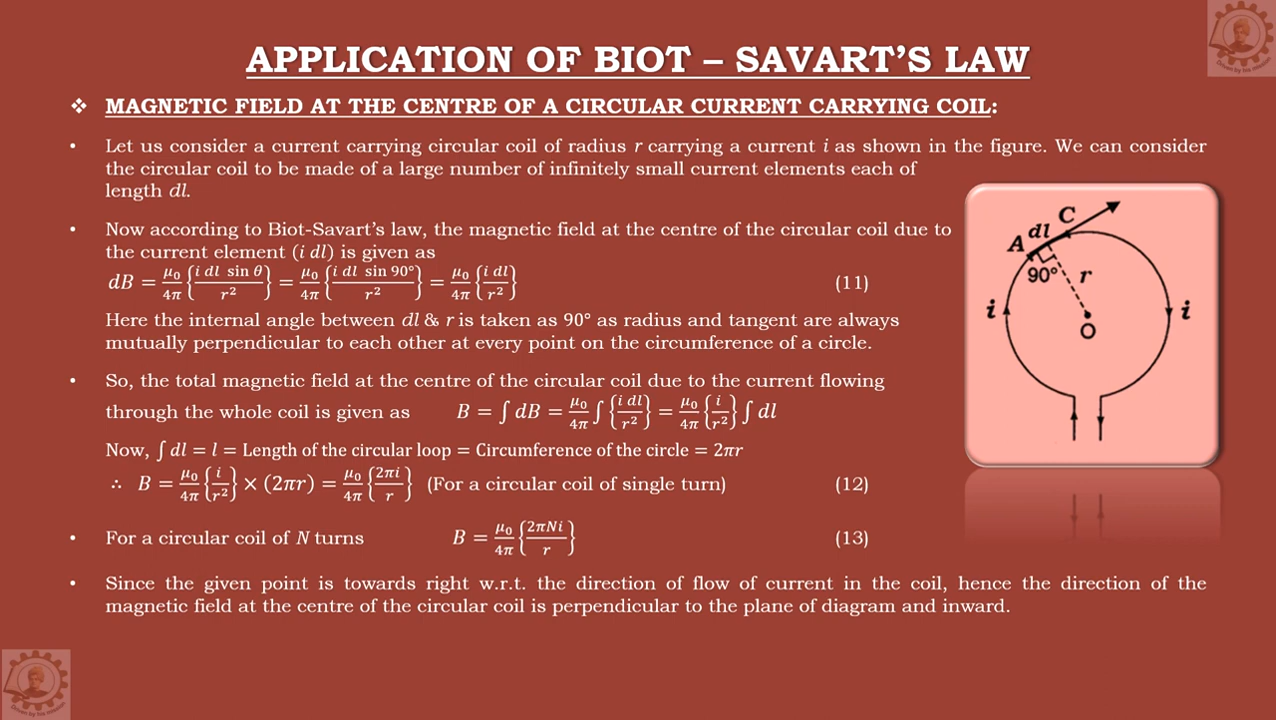 APPLICATION OF BIOT – SAVART'S LAW
❖ MAGNETIC FIELD AT THE CENTRE OF A CIRCULAR CURRENT CARRYING COIL:
• Let us consider a current carrying circular coil of radius r carrying a current i as shown in the figure. We can consider
the circular coil to be made of a large number of infinitely small current elements each of
length dl.
• Now according to Biot-Savart's law, the magnetic field at the centre of the circular coil due to
the current element (i dl) is given as
dB = μ₀/4π {i dl sin θ / r²} = μ₀/4π {i dl sin 90° / r²} = μ₀/4π {i dl / r²} (11)
Here the internal angle between dl & r is taken as 90° as radius and tangent are always
mutually perpendicular to each other at every point on the circumference of a circle.
• So, the total magnetic field at the centre of the circular coil due to the current flowing
through the whole coil is given as B = ∫ dB = μ₀/4π ∫ {i dl / r²} = μ₀/4π {i / r²} ∫ dl
Now, ∫ dl = l = Length of the circular loop = Circumference of the circle = 2πr
∴ B = μ₀/4π {i / r²} × (2πr) = μ₀/4π {2πi / r} (For a circular coil of single turn) (12)
• For a circular coil of N turns B = μ₀/4π {2πNi / r} (13)
• Since the given point is towards right w.r.t. the direction of flow of current in the coil, hence the direction of the
magnetic field at the centre of the circular coil is perpendicular to the plane of diagram and inward.
A dl C
90° r
i i
O